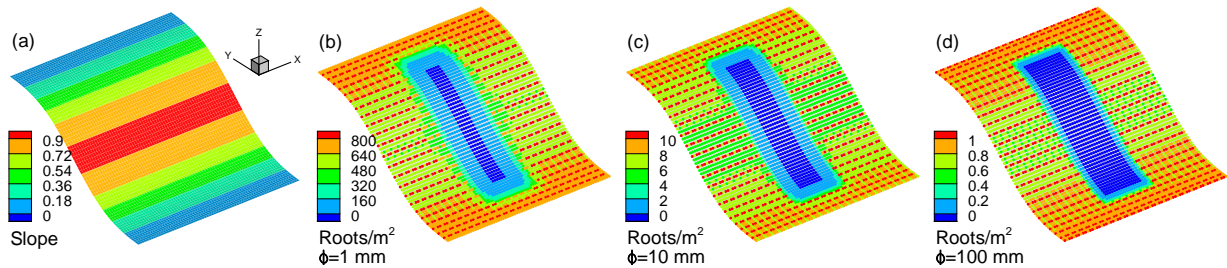 (a)
Z
Y
X
0.9
0.72
0.54
0.36
0.18
0
Slope
(b)
800
640
480
320
160
0
Roots/m²
ϕ=1 mm
(c)
10
8
6
4
2
0
Roots/m²
ϕ=10 mm
(d)
1
0.8
0.6
0.4
0.2
0
Roots/m²
ϕ=100 mm